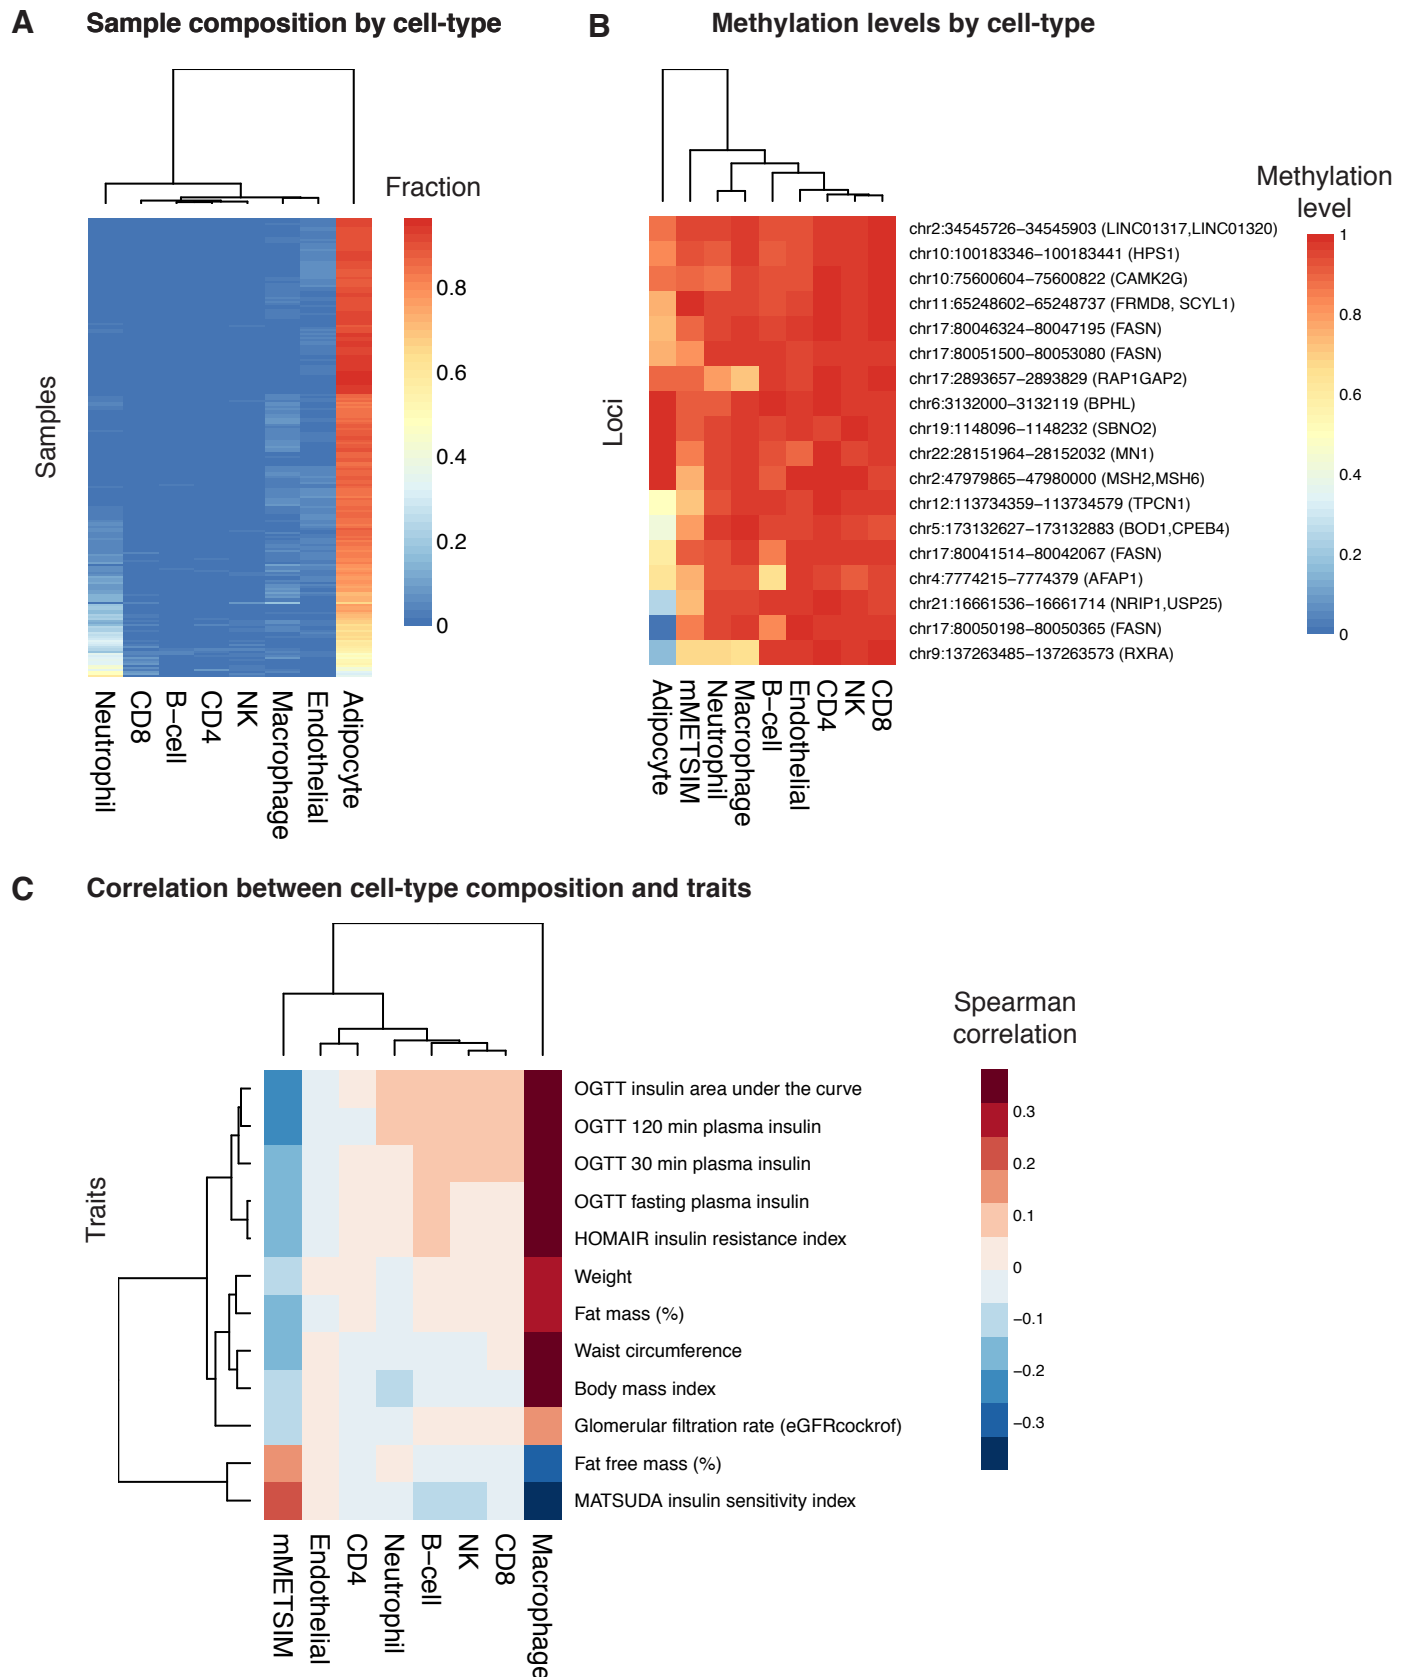 A Sample composition by cell-type
Fraction
0.8
0.6
0.4
0.2
0
Samples
Neutrophil
CD8
B-cell
CD4
NK
Macrophage
Endothelial
Adipocyte
B Methylation levels by cell-type
Methylation
level
1
0.8
0.6
0.4
0.2
0
Loci
chr2:34545726−34545903 (LINC01317,LINC01320)
chr10:100183346−100183441 (HPS1)
chr10:75600604−75600822 (CAMK2G)
chr11:65248602−65248737 (FRMD8, SCYL1)
chr17:80046324−80047195 (FASN)
chr17:80051500−80053080 (FASN)
chr17:2893657−2893829 (RAP1GAP2)
chr6:3132000−3132119 (BPHL)
chr19:1148096−1148232 (SBNO2)
chr22:28151964−28152032 (MN1)
chr2:47979865−47980000 (MSH2,MSH6)
chr12:113734359−113734579 (TPCN1)
chr5:173132627−173132883 (BOD1,CPEB4)
chr17:80041514−80042067 (FASN)
chr4:7774215−7774379 (AFAP1)
chr21:16661536−16661714 (NRIP1,USP25)
chr17:80050198−80050365 (FASN)
chr9:137263485−137263573 (RXRA)
Adipocyte
mMETSIM
Neutrophil
Macrophage
B−cell
Endothelial
CD4
NK
CD8
C Correlation between cell-type composition and traits
Spearman
correlation
0.3
0.2
0.1
0
−0.1
−0.2
−0.3
Traits
OGTT insulin area under the curve
OGTT 120 min plasma insulin
OGTT 30 min plasma insulin
OGTT fasting plasma insulin
HOMAIR insulin resistance index
Weight
Fat mass (%)
Waist circumference
Body mass index
Glomerular filtration rate (eGFRcockrof)
Fat free mass (%)
MATSUDA insulin sensitivity index
mMETSIM
Endothelial
CD4
Neutrophil
B−cell
NK
CD8
Macrophage